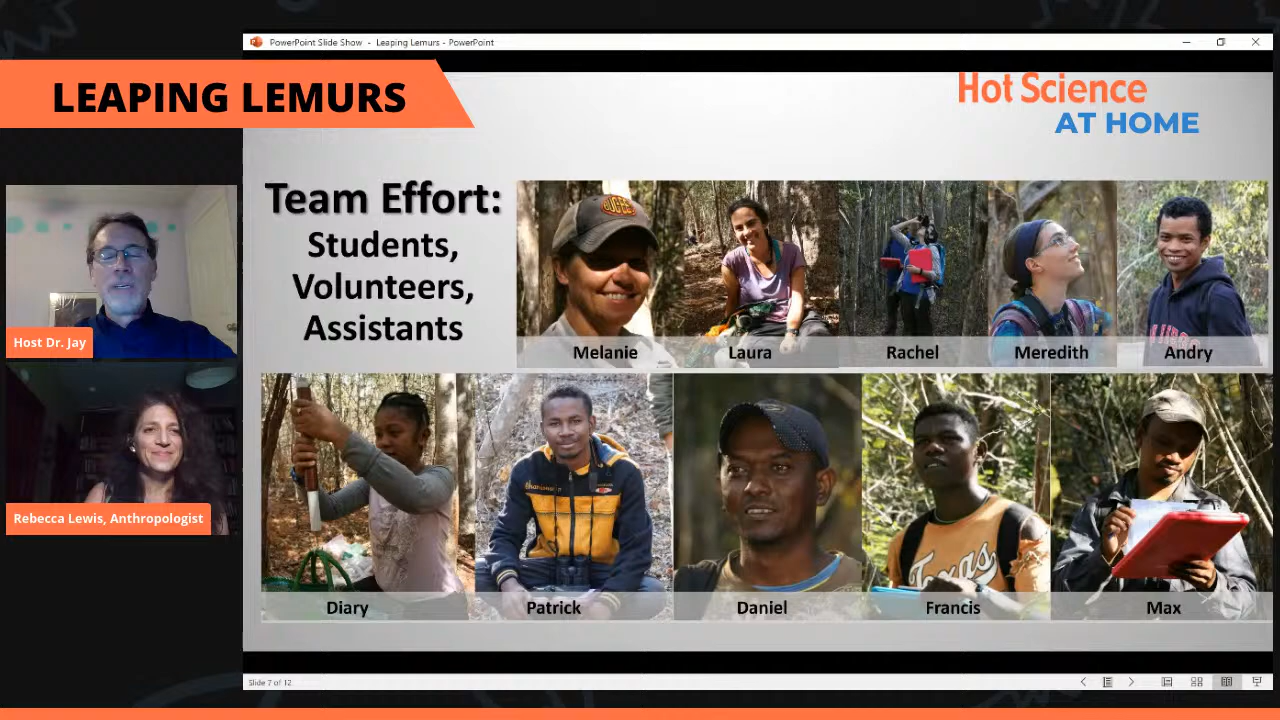 PowerPoint Slide Show - Leaping Lemurs - PowerPoint
LEAPING LEMURS
Hot Science
AT HOME
Team Effort:
Students,
Volunteers,
Assistants
Melanie
Laura
Rachel
Meredith
Andry
Host Dr. Jay
Rebecca Lewis, Anthropologist
Texas
Diary
Patrick
Daniel
Francis
Max
Slide 7 of 12